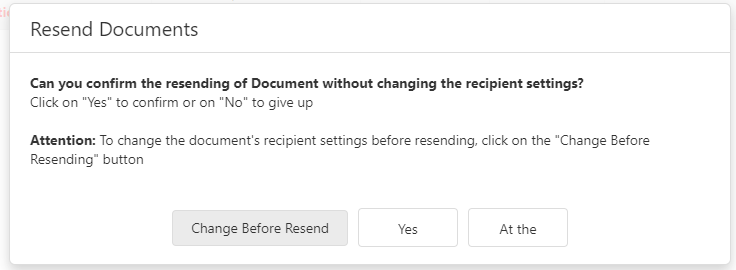 Resend Documents
Can you confirm the resending of Document without changing the recipient settings?
Click on "Yes" to confirm or on "No" to give up
Attention: To change the document's recipient settings before resending, click on the "Change Before
Resending" button
Change Before Resend
Yes
At the